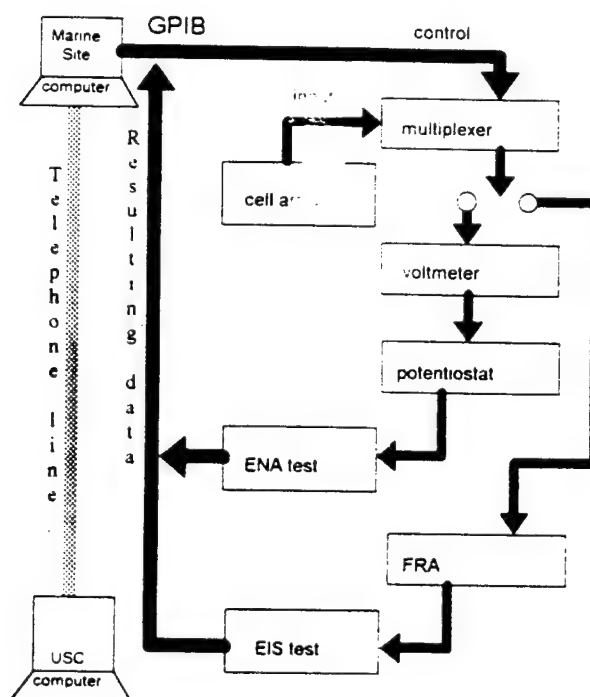 Marine
Site
computer
GPIB
control
multiplexer
cell
voltmeter
potentiostat
ENA test
FRA
EIS test
Resulting data
Telephone line
USC
computer